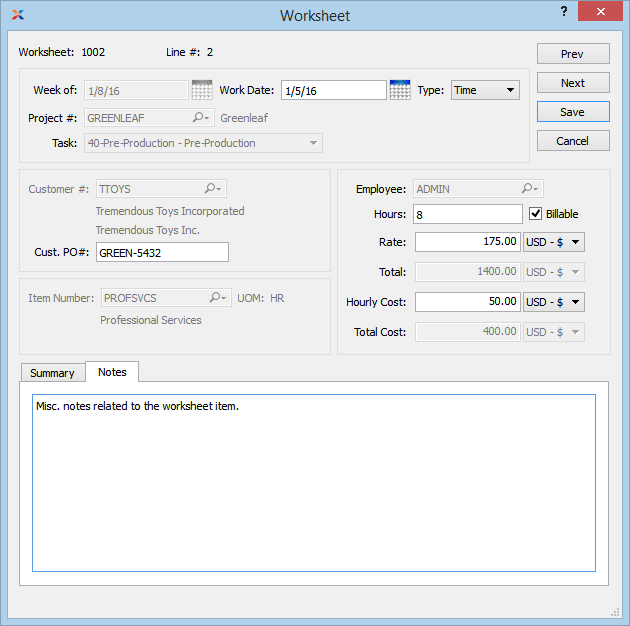 Worksheet
?
Worksheet: 1002 Line #: 2
Prev
Next
Save
Cancel
Week of: 1/8/16 Work Date: 1/5/16 Type: Time
Project #: GREENLEAF Greenleaf
Task: 40-Pre-Production - Pre-Production
Customer #: TTOYS
Tremendous Toys Incorporated
Tremendous Toys Inc.
Cust. PO#: GREEN-5432
Item Number: PROFSVCS UOM: HR
Professional Services
Employee: ADMIN
Hours: 8 Billable
Rate: 175.00 USD - $
Total: 1400.00 USD - $
Hourly Cost: 50.00 USD - $
Total Cost: 400.00 USD - $
Summary Notes
Misc. notes related to the worksheet item.